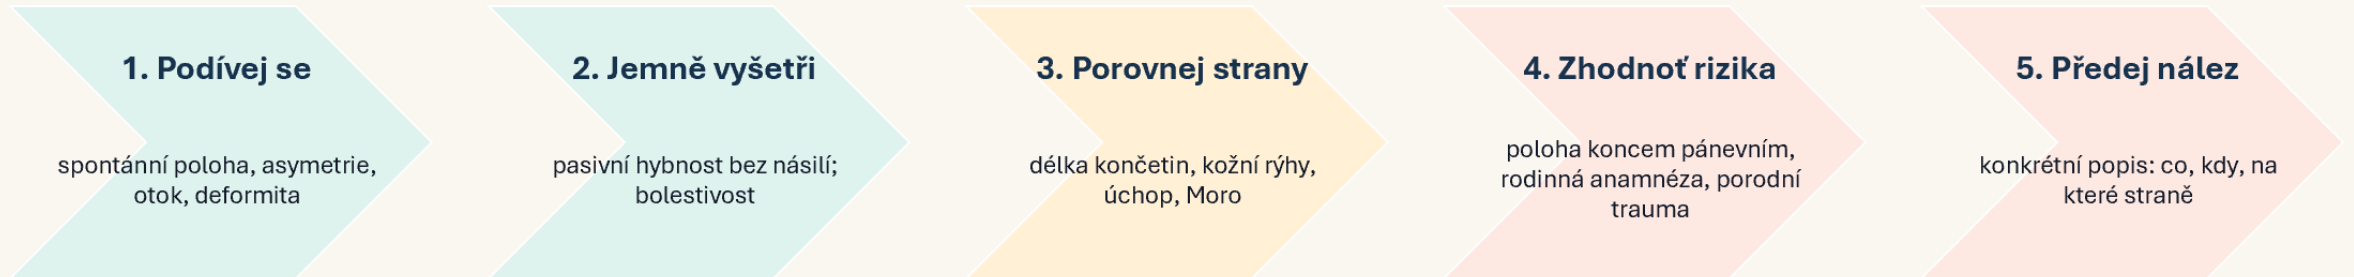 1. Podívej se
spontánní poloha, asymetrie,
otok, deformita
2. Jemně vyšetři
pasivní hybnost bez násilí;
bolestivost
3. Porovnej strany
délka končetin, kožní rýhy,
úchop, Moro
4. Zhodnoť rizika
poloha koncem pánevním,
rodinná anamnéza, porodní
trauma
5. Předej nález
konkrétní popis: co, kdy, na
které straně